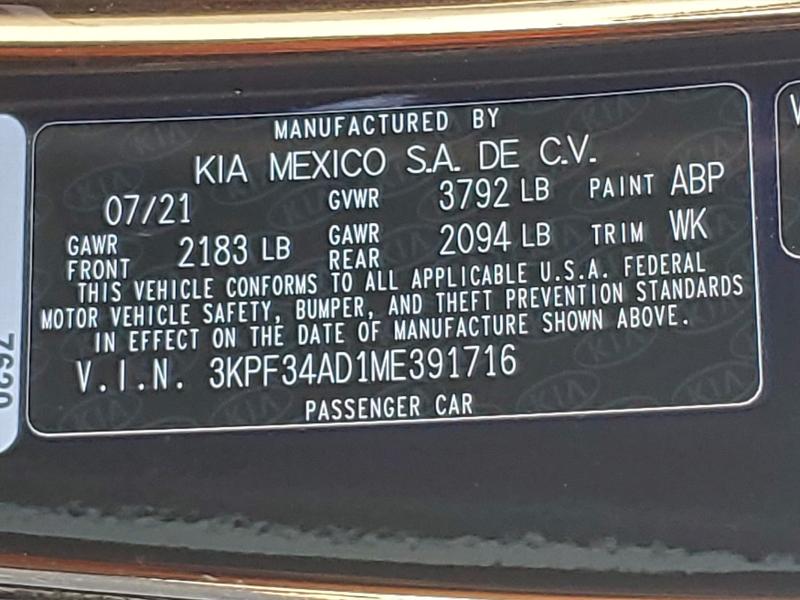 MANUFACTURED BY
KIA MEXICO S.A. DE C.V.
07/21 GVWR 3792 LB PAINT ABP
GAWR FRONT 2183 LB GAWR REAR 2094 LB TRIM WK
THIS VEHICLE CONFORMS TO ALL APPLICABLE U.S.A. FEDERAL
MOTOR VEHICLE SAFETY, BUMPER, AND THEFT PREVENTION STANDARDS
IN EFFECT ON THE DATE OF MANUFACTURE SHOWN ABOVE.
V.I.N. 3KPF34AD1ME391716
PASSENGER CAR